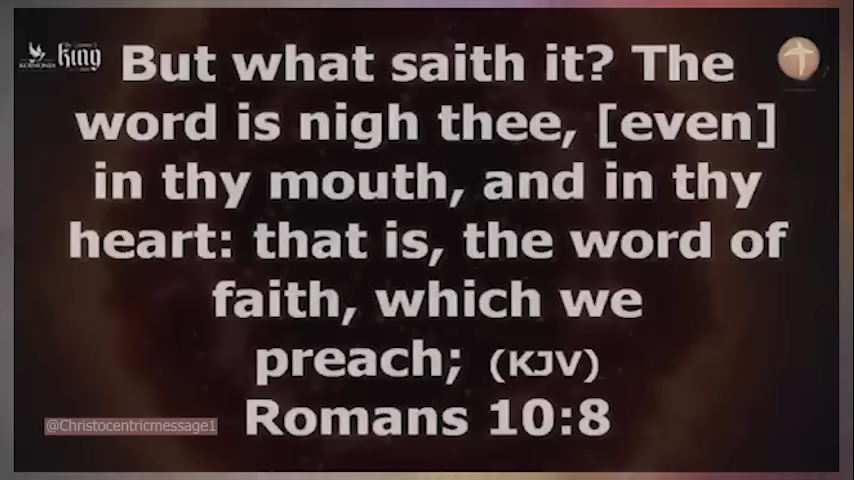 King
But what saith it? The
word is nigh thee, [even]
in thy mouth, and in thy
heart: that is, the word of
faith, which we
preach; (KJV)
Romans 10:8
@Christocentricmessage1